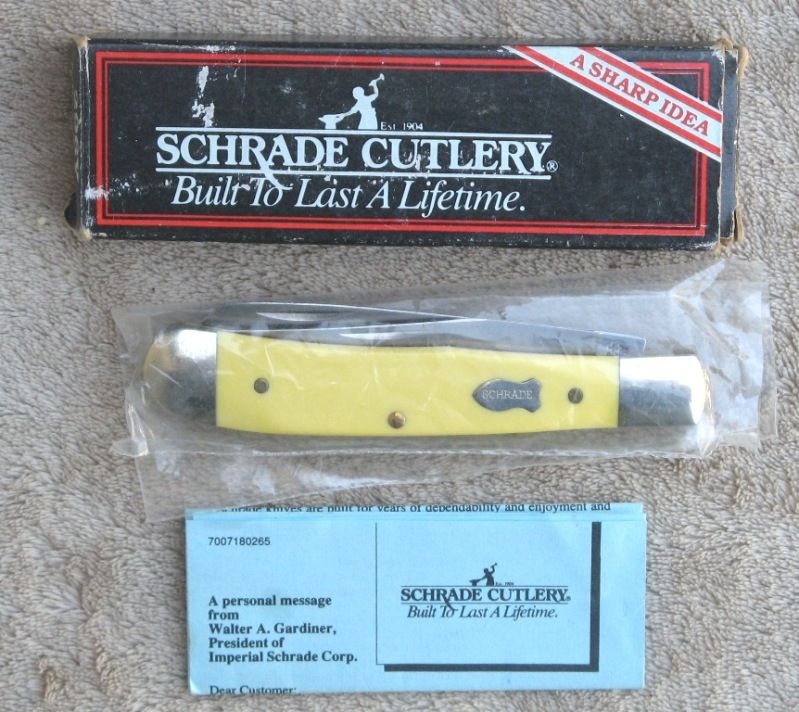 A SHARP IDEA
EST. 1904
SCHRADE CUTLERY®
Built To Last A Lifetime.
SCHRADE
knives are built for years of dependability and enjoyment and
7007180265
A personal message
from
Walter A. Gardiner,
President of
Imperial Schrade Corp.
Dear Customer:
Est. 1904
SCHRADE CUTLERY®
Built To Last A Lifetime.